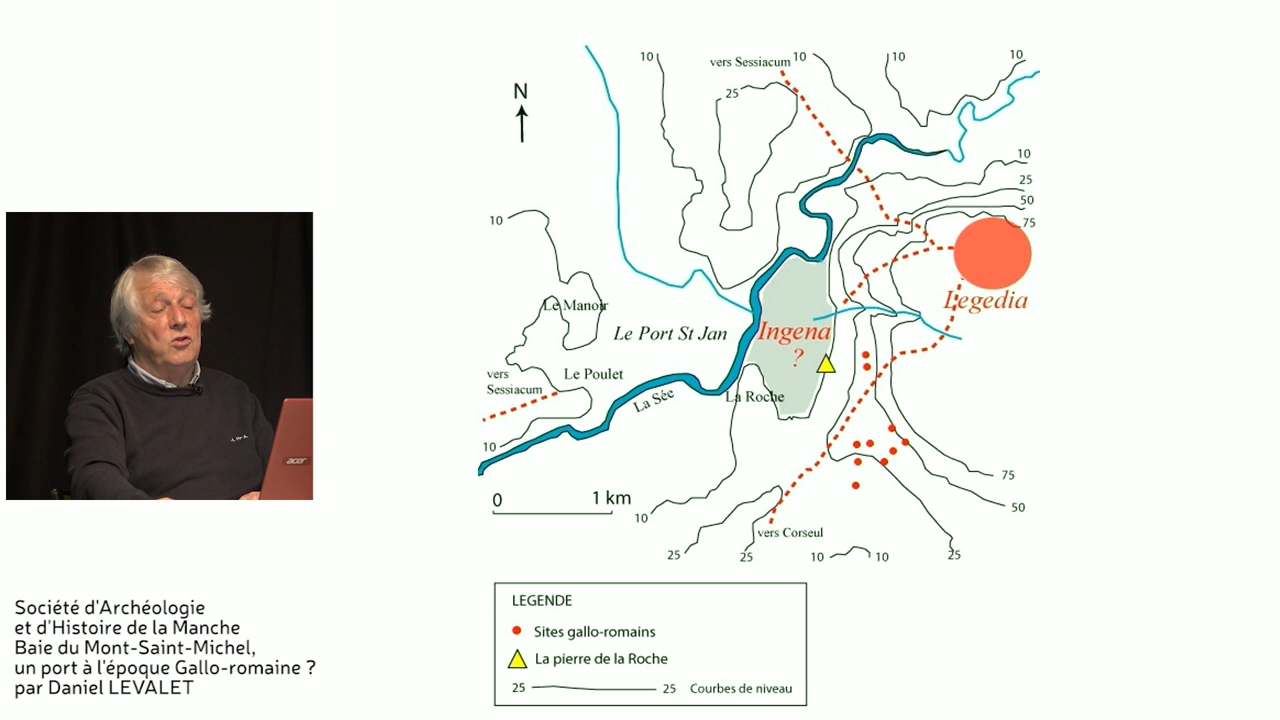 vers Sessiacum
10
10
10
10
25
N
10
25
50
75
10
Le Manoir
Le Port St Jan
Ingena
?
Legedia
vers
Sessiacum
Le Poulet
La Sée
La Roche
10
0 1 km
10
75
50
25
25
vers Corseul
10
10
25
acer
LEGENDE
Sites gallo-romains
La pierre de la Roche
25 25 Courbes de niveau
Société d'Archéologie
et d'Histoire de la Manche
Baie du Mont-Saint-Michel,
un port à l'époque Gallo-romaine ?
par Daniel LEVALET